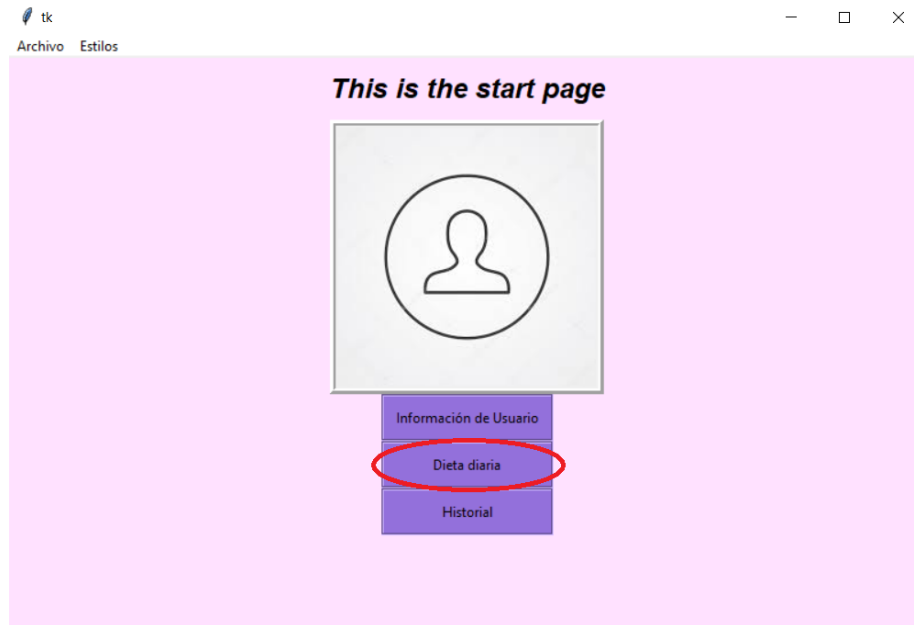 tk
Archivo Estilos
This is the start page
Información de Usuario
Dieta diaria
Historial